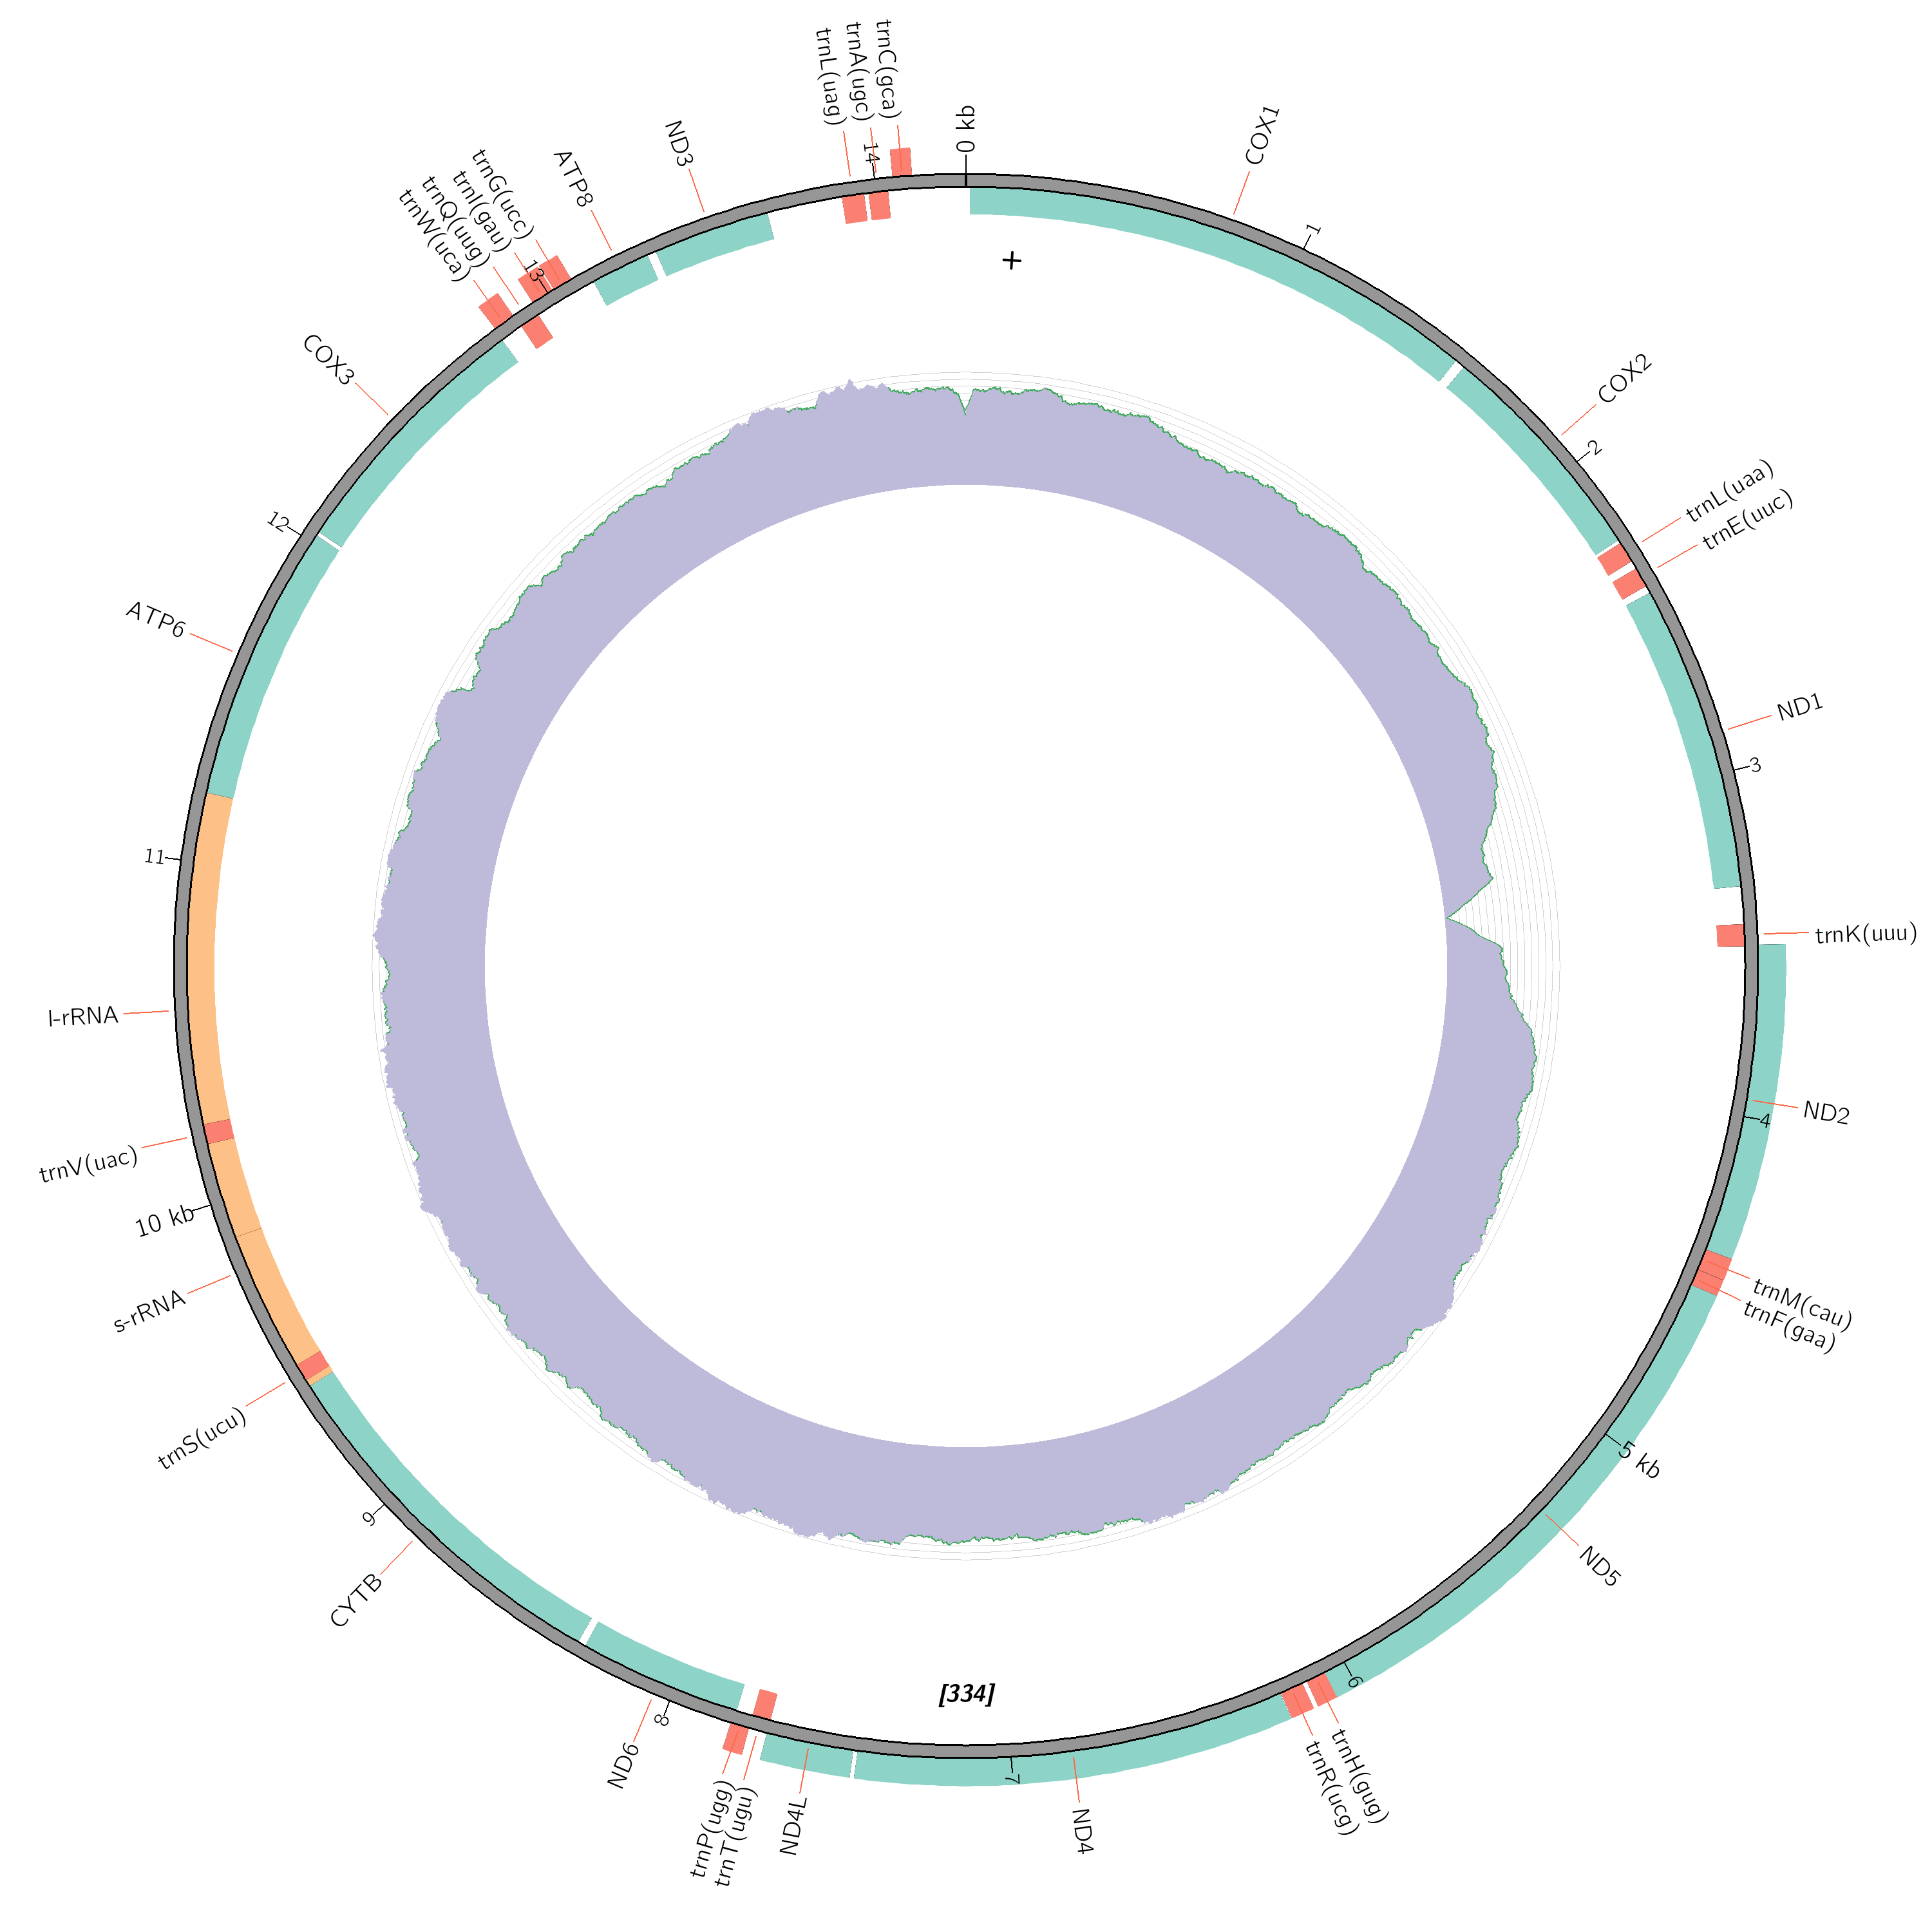 0 kb
COX1
1
COX2
2
trnL(uaa)
trnE(uuc)
ND1
3
trnK(uuu)
ND2
4
trnM(cau)
trnF(gaa)
5 kb
ND5
6
trnH(gug)
trnR(ucg)
ND4
7
ND4L
trnT(ugu)
trnP(ugg)
8
ND6
CYTB
9
trnS(ucu)
s-rRNA
10 kb
trnV(uac)
l-rRNA
11
ATP6
12
COX3
trnW(uca)
trnQ(uug)
trnI(gau)
trnG(ucc)
13
ATP8
ND3
trnL(uag)
trnA(ugc)
14
trnC(gca)
+
[334]